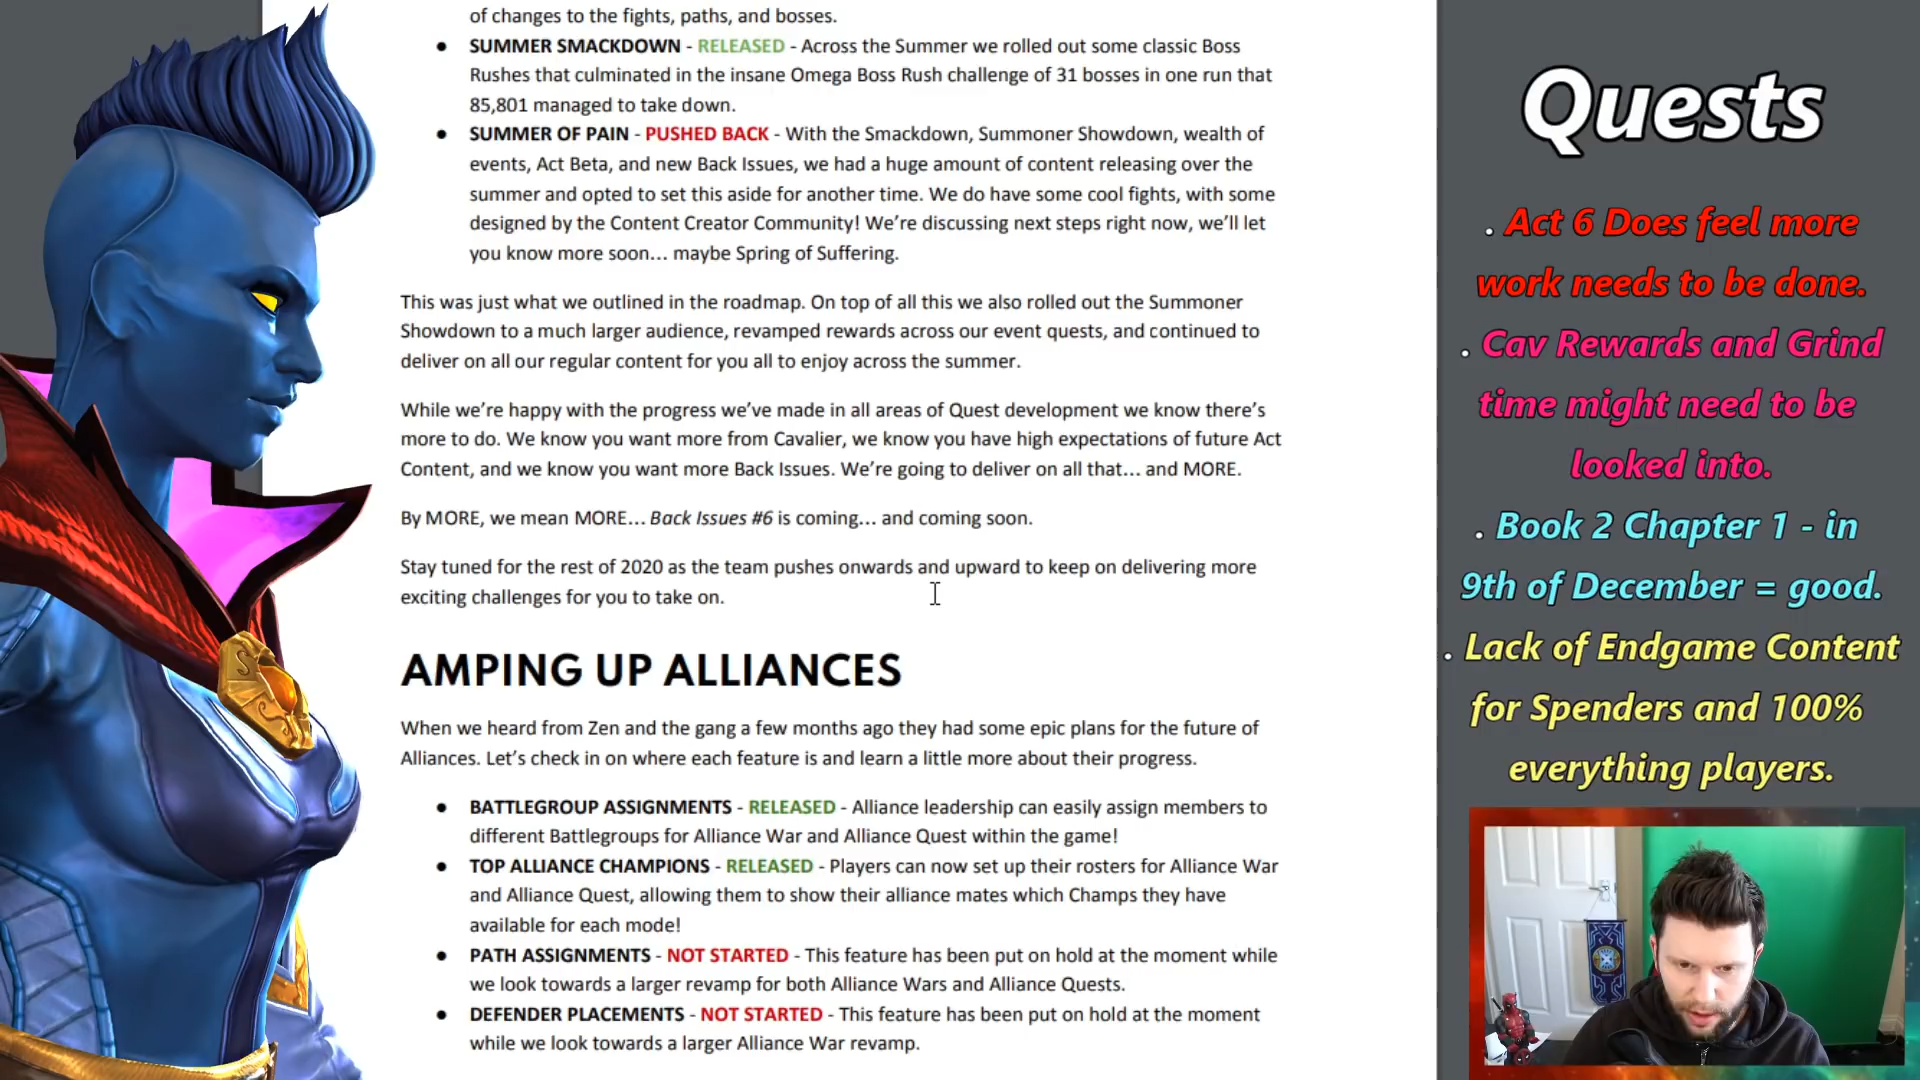 of changes to the fights, paths, and bosses.
● SUMMER SMACKDOWN - RELEASED - Across the Summer we rolled out some classic Boss
Rushes that culminated in the insane Omega Boss Rush challenge of 31 bosses in one run that
85,801 managed to take down.
● SUMMER OF PAIN - PUSHED BACK - With the Smackdown, Summoner Showdown, wealth of
events, Act Beta, and new Back Issues, we had a huge amount of content releasing over the
summer and opted to set this aside for another time. We do have some cool fights, with some
designed by the Content Creator Community! We're discussing next steps right now, we'll let
you know more soon... maybe Spring of Suffering.
This was just what we outlined in the roadmap. On top of all this we also rolled out the Summoner
Showdown to a much larger audience, revamped rewards across our event quests, and continued to
deliver on all our regular content for you all to enjoy across the summer.
While we're happy with the progress we've made in all areas of Quest development we know there's
more to do. We know you want more from Cavalier, we know you have high expectations of future Act
Content, and we know you want more Back Issues. We're going to deliver on all that... and MORE.
By MORE, we mean MORE... Back Issues #6 is coming... and coming soon.
Stay tuned for the rest of 2020 as the team pushes onwards and upward to keep on delivering more
exciting challenges for you to take on.
AMPING UP ALLIANCES
When we heard from Zen and the gang a few months ago they had some epic plans for the future of
Alliances. Let's check in on where each feature is and learn a little more about their progress.
● BATTLEGROUP ASSIGNMENTS - RELEASED - Alliance leadership can easily assign members to
different Battlegroups for Alliance War and Alliance Quest within the game!
● TOP ALLIANCE CHAMPIONS - RELEASED - Players can now set up their rosters for Alliance War
and Alliance Quest, allowing them to show their alliance mates which Champs they have
available for each mode!
● PATH ASSIGNMENTS - NOT STARTED - This feature has been put on hold at the moment while
we look towards a larger revamp for both Alliance Wars and Alliance Quests.
● DEFENDER PLACEMENTS - NOT STARTED - This feature has been put on hold at the moment
while we look towards a larger Alliance War revamp.
Quests
. Act 6 Does feel more
work needs to be done.
. Cav Rewards and Grind
time might need to be
looked into.
. Book 2 Chapter 1 - in
9th of December = good.
. Lack of Endgame Content
for Spenders and 100%
everything players.